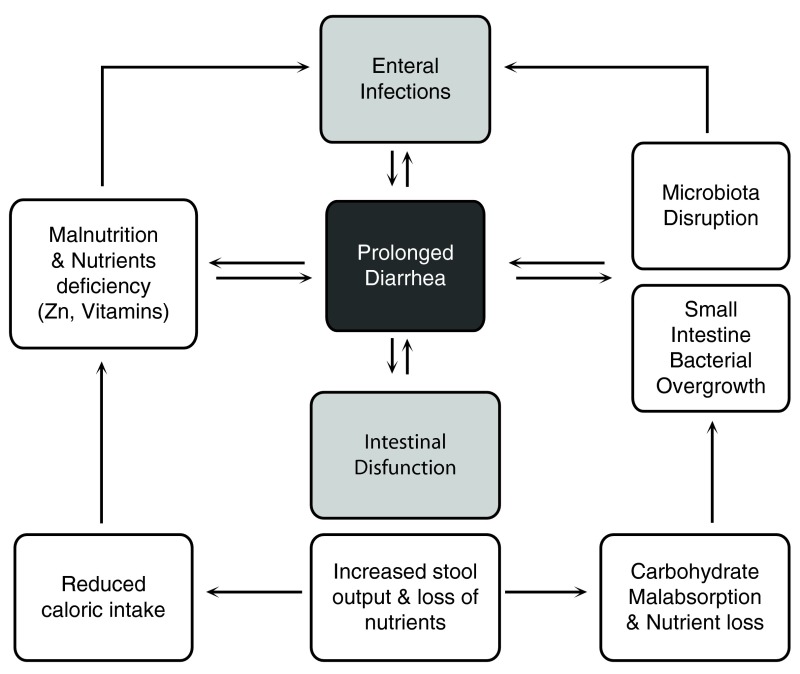 Enteral
Infections
Microbiota
Disruption
Malnutrition
& Nutrients
deficiency
(Zn, Vitamins)
Prolonged
Diarrhea
Small
Intestine
Bacterial
Overgrowth
Intestinal
Disfunction
Reduced
caloric intake
Increased stool
output & loss of
nutrients
Carbohydrate
Malabsorption
& Nutrient loss